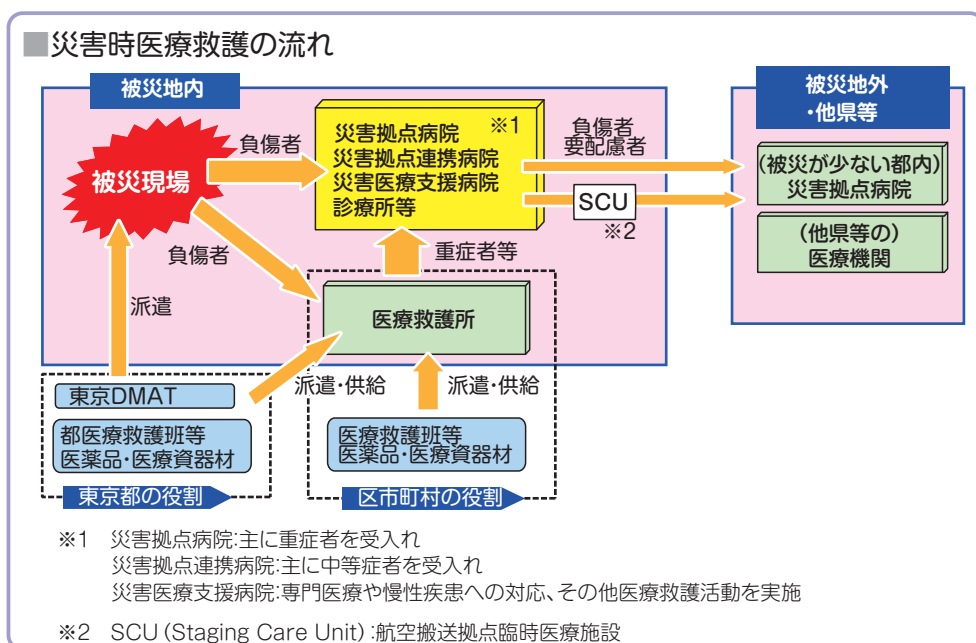 ■災害時医療救護の流れ
被災地内
被災地外
・他県等
被災現場
負傷者
災害拠点病院 ※1
災害拠点連携病院
災害医療支援病院
診療所等
負傷者
要配慮者
SCU
※2
(被災が少ない都内)
災害拠点病院
(他県等の)
医療機関
負傷者
重症者等
派遣
医療救護所
派遣・供給
派遣・供給
東京DMAT
都医療救護班等
医薬品・医療資器材
医療救護班等
医薬品・医療資器材
東京都の役割
区市町村の役割
※1 災害拠点病院:主に重症者を受入れ
災害拠点連携病院:主に中等症者を受入れ
災害医療支援病院:専門医療や慢性疾患への対応、その他医療救護活動を実施
※2 SCU(Staging Care Unit):航空搬送拠点臨時医療施設